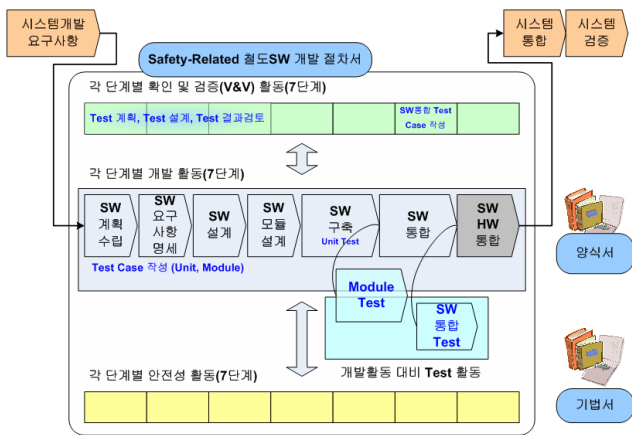 시스템개발
요구사항
시스템
통합
시스템
검증
Safety-Related 철도SW 개발 절차서
각 단계별 확인 및 검증(V&V) 활동(7단계)
Test 계획, Test 설계, Test 결과검토
SW통합 Test
Case 작성
각 단계별 개발 활동(7단계)
SW
계획
수립
SW
요구
사항
명세
SW
설계
SW
모듈
설계
SW
구축
Unit Test
SW
통합
SW
HW
통합
Test Case 작성 (Unit, Module)
양식서
Module
Test
SW
통합
Test
각 단계별 안전성 활동(7단계)
개발활동 대비 Test 활동
기법서